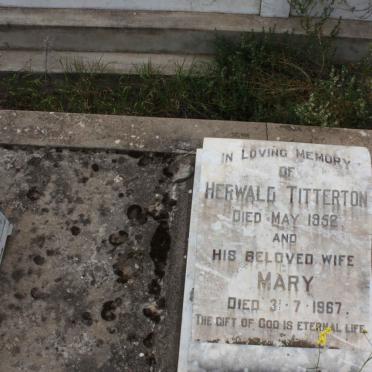 IN LOVING MEMORY
OF
HERWALD TITTERTON
DIED MAY 1952
AND
HIS BELOVED WIFE
MARY
DIED 31·7·1967.
THE GIFT OF GOD IS ETERNAL LIFE